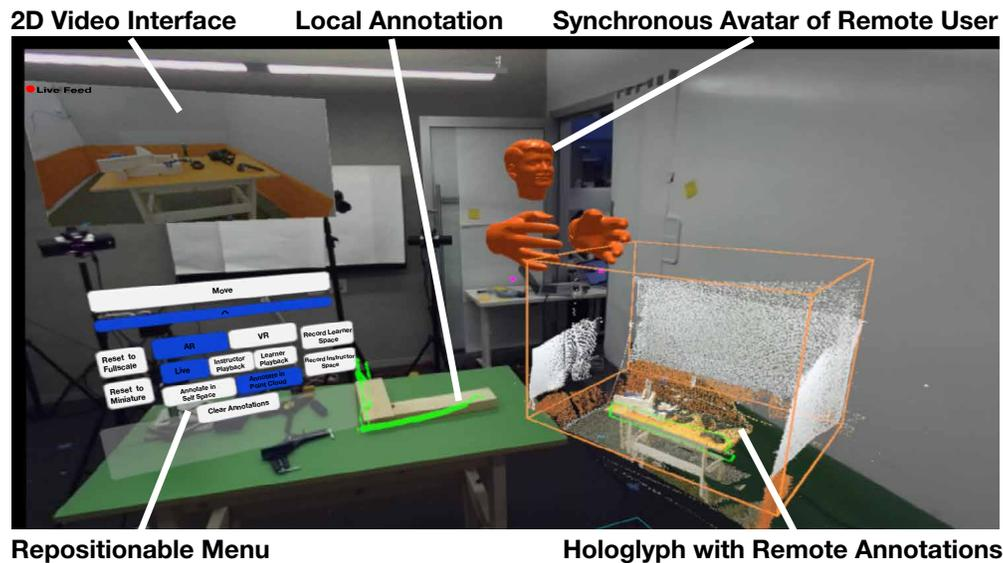 2D Video Interface
Local Annotation
Synchronous Avatar of Remote User
Live Feed
Move
^
AR
VR
Record Learner
Space
Reset to
Fullscale
Live
Instructor
Playback
Learner
Playback
Record Instructor
Space
Reset to
Miniature
Annotate in
Self Space
Annotate in
Point Cloud
Clear Annotations
Repositionable Menu
Hologlyph with Remote Annotations